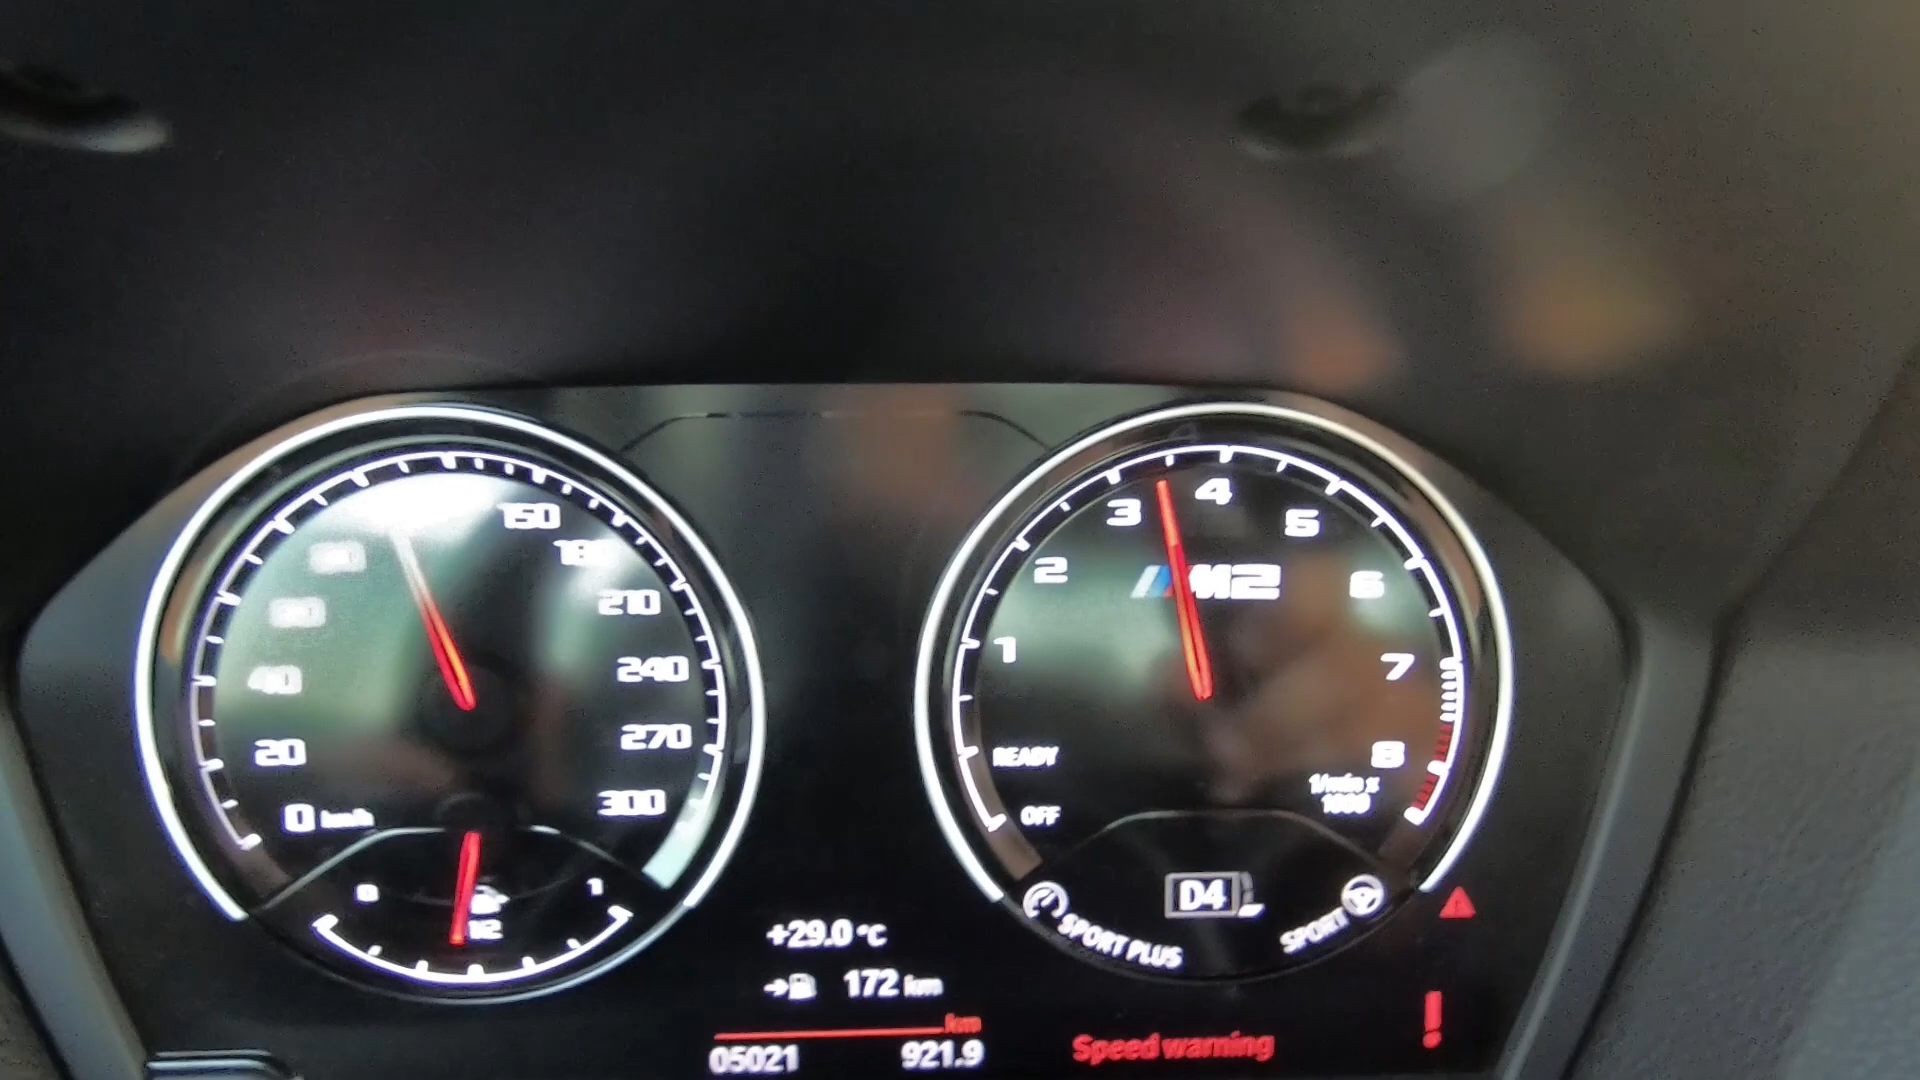 150
180
210
240
270
300
40
20
0 km/h
0
1/2
1
+29.0 °C
172 km
km
05021 921.9
1
2
3
4
5
6
7
8
M2
READY
OFF
1/min x
1000
D4
SPORT PLUS
SPORT
Speed warning